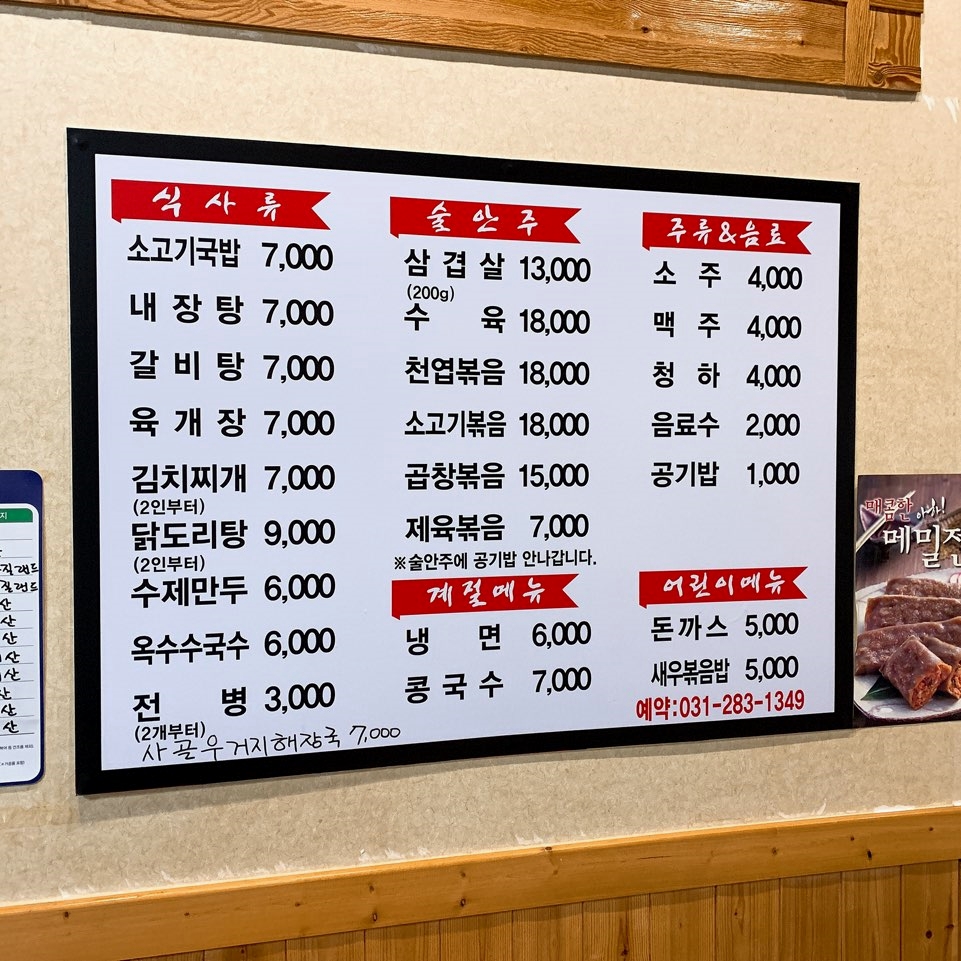 식사류
소고기국밥 7,000
내장탕 7,000
갈비탕 7,000
육개장 7,000
김치찌개 7,000
(2인부터)
닭도리탕 9,000
(2인부터)
수제만두 6,000
옥수수국수 6,000
전병 3,000
(2개부터)
사골우거지해장국 7,000
술안주
삼겹살 13,000
(200g)
수육 18,000
천엽볶음 18,000
소고기볶음 18,000
곱창볶음 15,000
제육볶음 7,000
※술안주에 공기밥 안나갑니다.
계절메뉴
냉면 6,000
콩국수 7,000
주류&음료
소주 4,000
맥주 4,000
청하 4,000
음료수 2,000
공기밥 1,000
어린이메뉴
돈까스 5,000
새우볶음밥 5,000
예약:031-283-1349
매콤한 아하!
메밀전